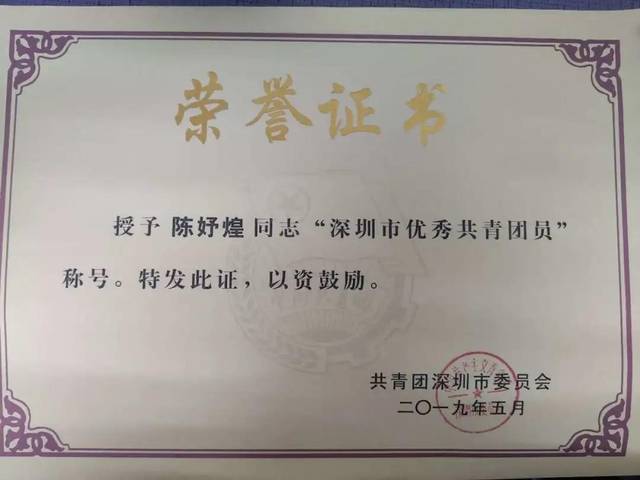 荣誉证书
授予 陈妤煌 同志“深圳市优秀共青团员”
称号。特发此证，以资鼓励。
共青团深圳市委员会
二〇一九年五月